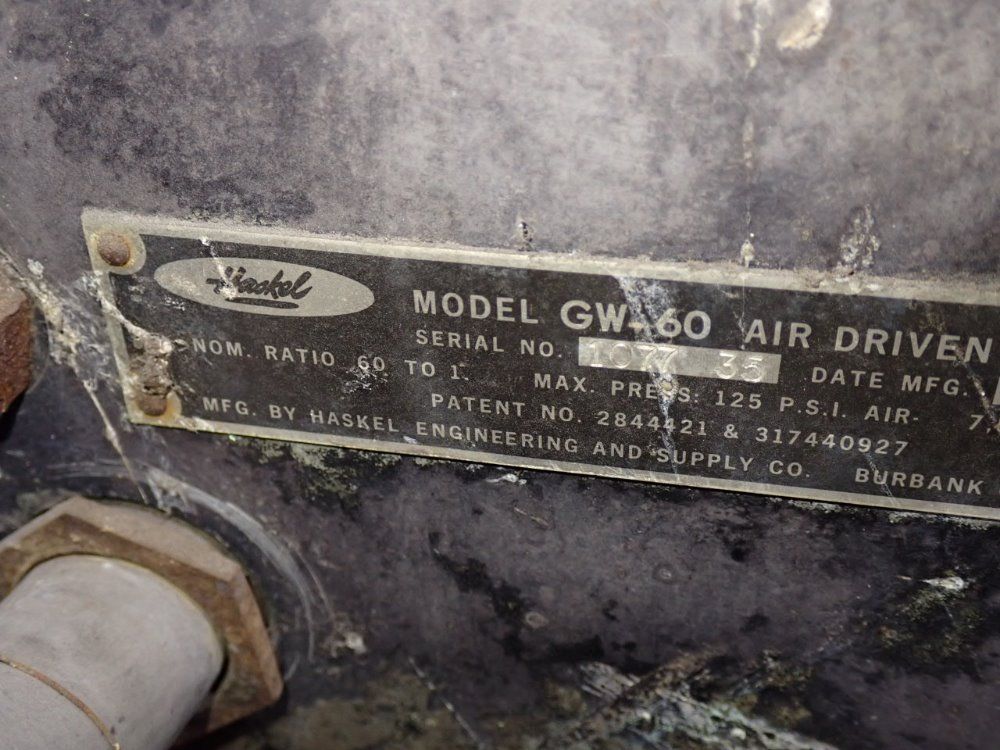 Haskel
MODEL GW-60 AIR DRIVEN
SERIAL NO. 1077 35 DATE MFG.
NOM. RATIO 60 TO 1. MAX. PRESS. 125 P.S.I. AIR-
PATENT NO. 2844421 & 317440927
MFG. BY HASKEL ENGINEERING AND SUPPLY CO. BURBANK